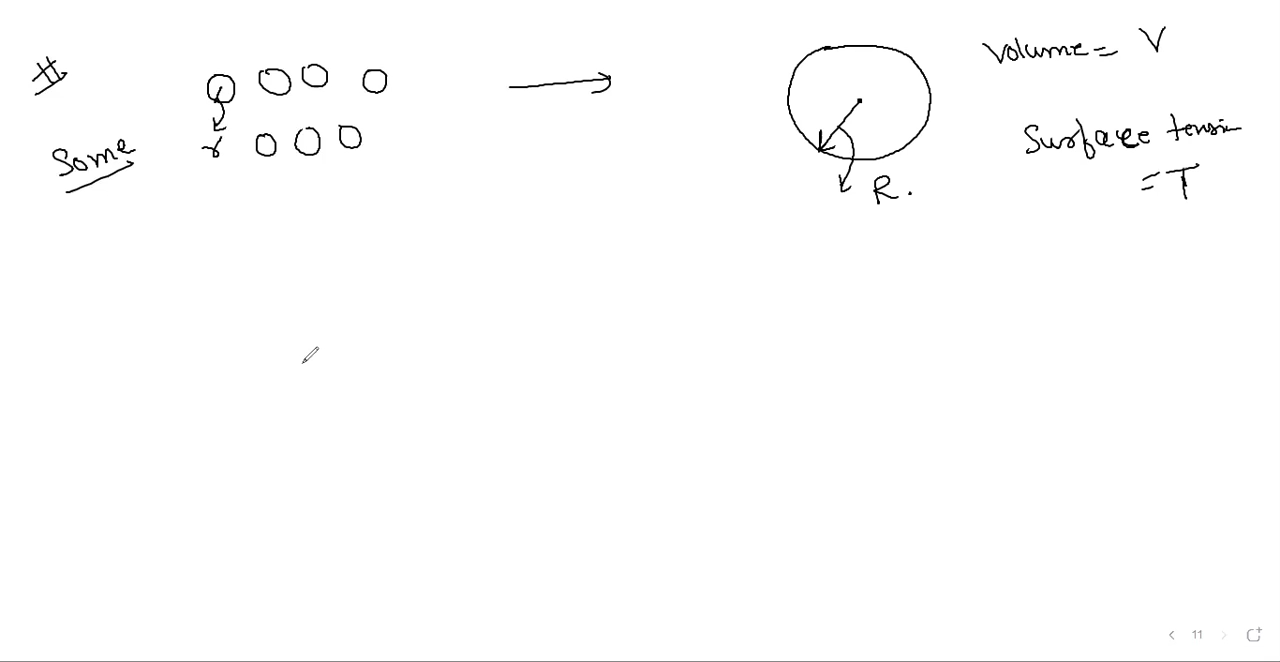 #
Some
r
R.
Volume = V
Surface tension
= T
11